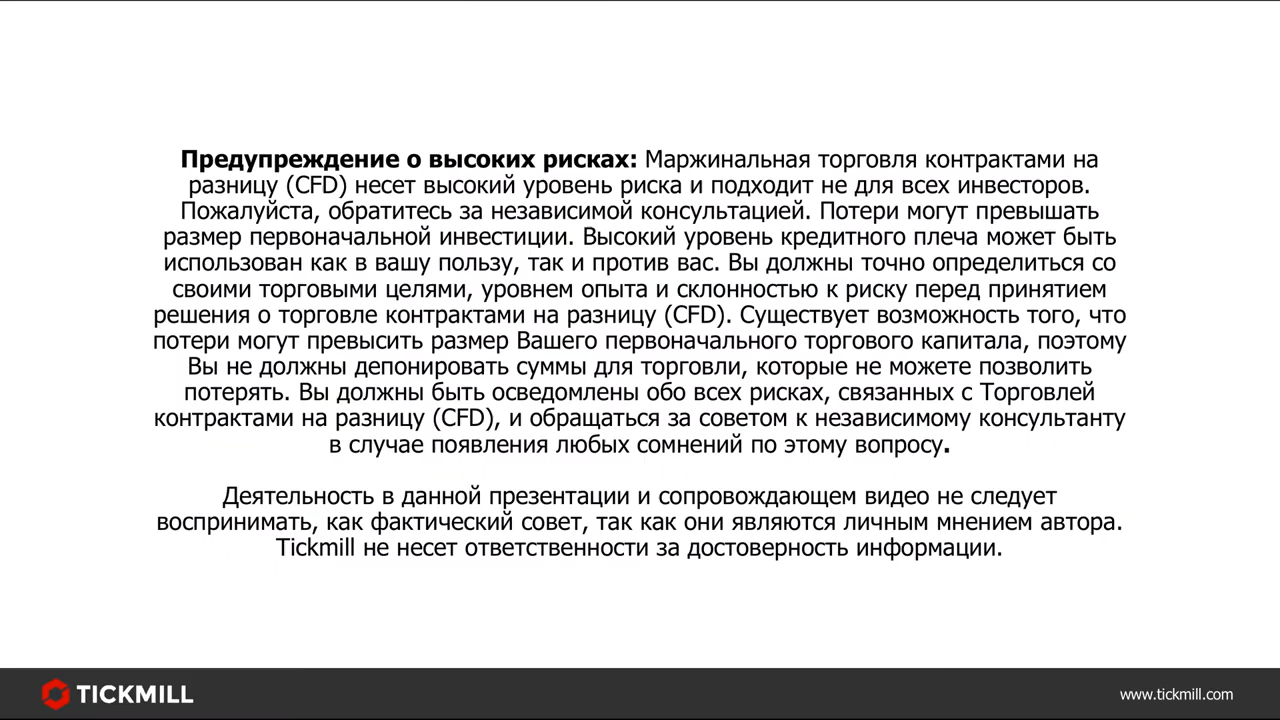 Предупреждение о высоких рисках: Маржинальная торговля контрактами на
разницу (CFD) несет высокий уровень риска и подходит не для всех инвесторов.
Пожалуйста, обратитесь за независимой консультацией. Потери могут превышать
размер первоначальной инвестиции. Высокий уровень кредитного плеча может быть
использован как в вашу пользу, так и против вас. Вы должны точно определиться со
своими торговыми целями, уровнем опыта и склонностью к риску перед принятием
решения о торговле контрактами на разницу (CFD). Существует возможность того, что
потери могут превысить размер Вашего первоначального торгового капитала, поэтому
Вы не должны депонировать суммы для торговли, которые не можете позволить
потерять. Вы должны быть осведомлены обо всех рисках, связанных с Торговлей
контрактами на разницу (CFD), и обращаться за советом к независимому консультанту
в случае появления любых сомнений по этому вопросу.
Деятельность в данной презентации и сопровождающем видео не следует
воспринимать, как фактический совет, так как они являются личным мнением автора.
Tickmill не несет ответственности за достоверность информации.
TICKMILL
www.tickmill.com